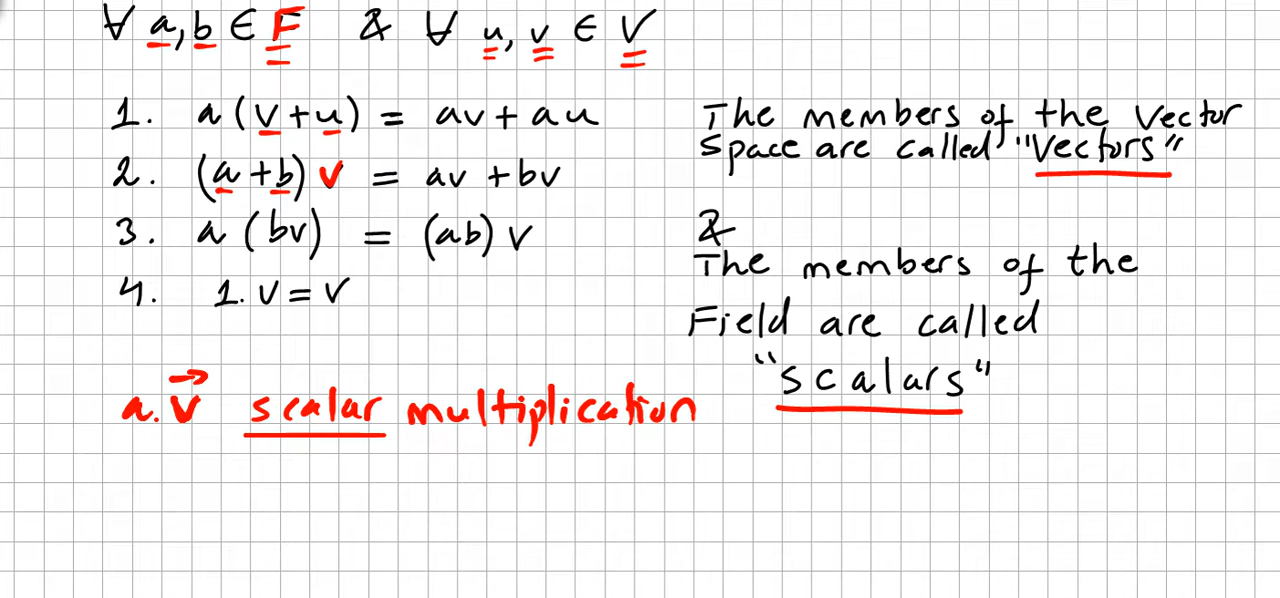 ∀ a, b ∈ F & ∀ u, v ∈ V
1. a (v + u) = av + au
2. (a + b) v = av + bv
3. a (bv) = (ab) v
4. 1. v = v
a.v⃗ scalar multiplication
The members of the vector
space are called "Vectors"
&
The members of the
Field are called
"scalars"